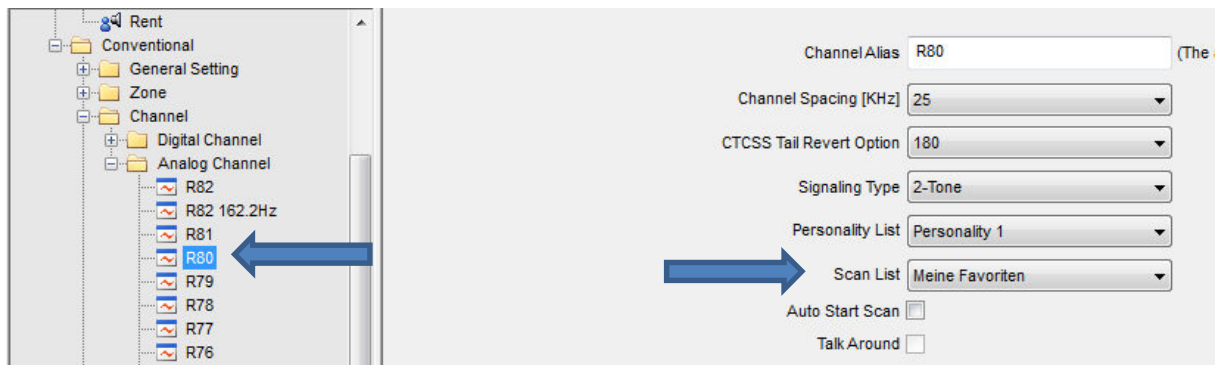 Rent
Conventional
General Setting
Zone
Channel
Digital Channel
Analog Channel
R82
R82 162.2Hz
R81
R80
R79
R78
R77
R76
Channel Alias R80 (The
Channel Spacing [KHz] 25
CTCSS Tail Revert Option 180
Signaling Type 2-Tone
Personality List Personality 1
Scan List Meine Favoriten
Auto Start Scan
Talk Around